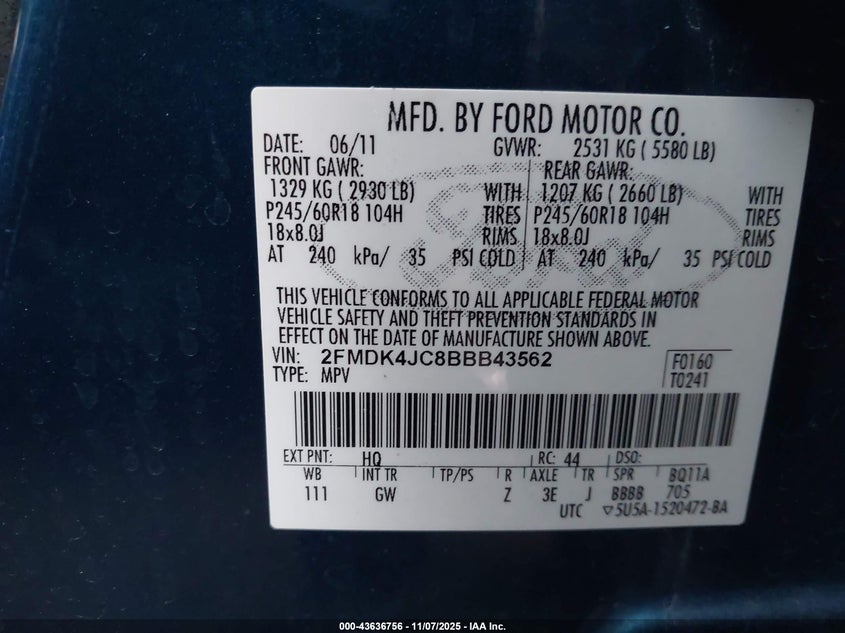 MFD. BY FORD MOTOR CO.
DATE: 06/11 GVWR: 2531 KG ( 5580 LB)
FRONT GAWR: REAR GAWR:
1329 KG ( 2930 LB) WITH 1207 KG ( 2660 LB) WITH
P245/60R18 104H TIRES P245/60R18 104H TIRES
18x8.0J RIMS 18x8.0J RIMS
AT 240 kPa/ 35 PSI COLD AT 240 kPa/ 35 PSI COLD
THIS VEHICLE CONFORMS TO ALL APPLICABLE FEDERAL MOTOR
VEHICLE SAFETY AND THEFT PREVENTION STANDARDS IN
EFFECT ON THE DATE OF MANUFACTURE SHOWN ABOVE.
VIN: 2FMDK4JC8BBB43562 F0160
TYPE: MPV T0241
EXT PNT: HQ RC: 44 DSO:
WB INT TR TP/PS R AXLE TR SPR BQ11A
111 GW Z 3E J BBBB 705
UTC ▽5U5A-1520472-BA
000-43636756 - 11/07/2025 - IAA Inc.